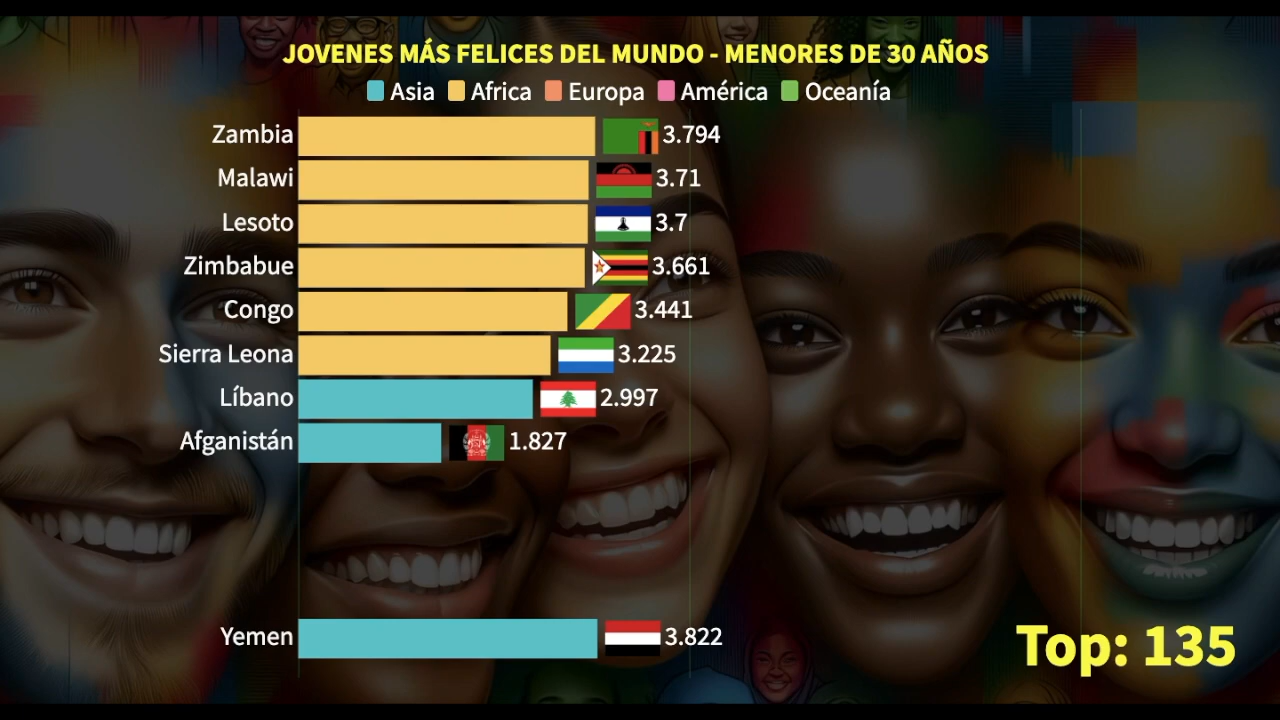 JOVENES MÁS FELICES DEL MUNDO - MENORES DE 30 AÑOS
Asia Africa Europa América Oceanía
Zambia 3.794
Malawi 3.71
Lesoto 3.7
Zimbabue 3.661
Congo 3.441
Sierra Leona 3.225
Líbano 2.997
Afganistán 1.827
Yemen 3.822
Top: 135